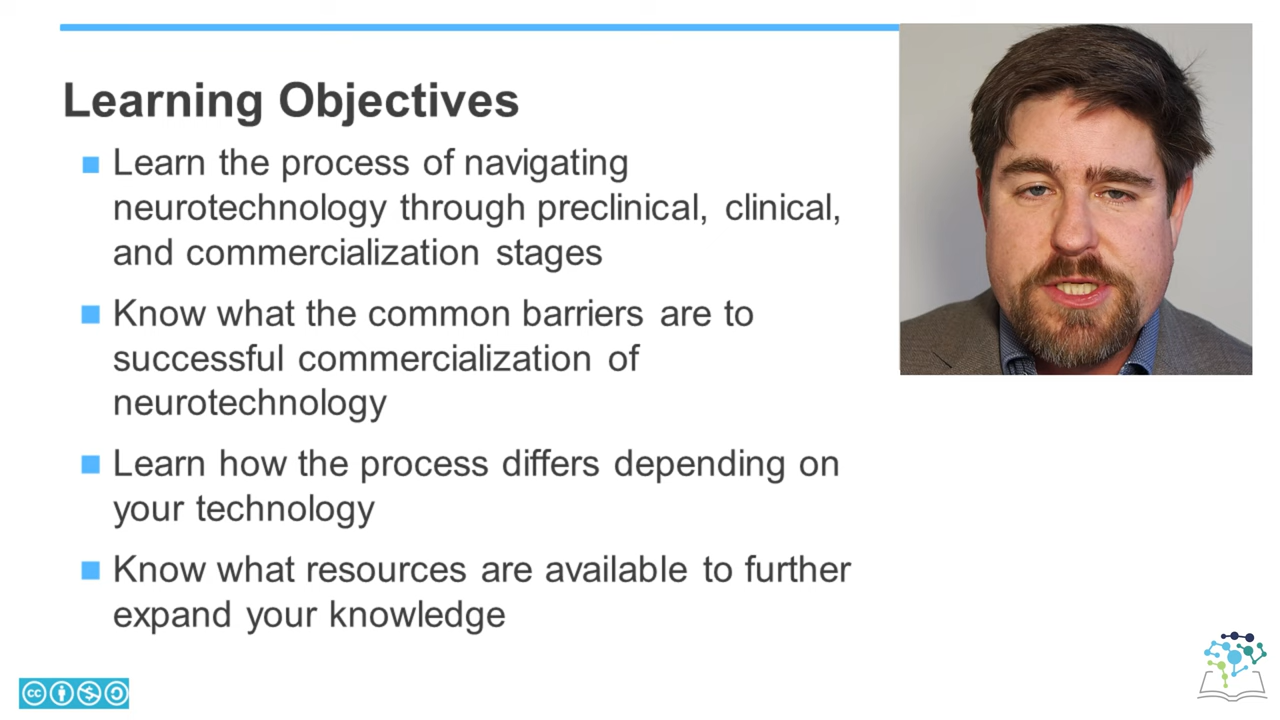 Learning Objectives
Learn the process of navigating
neurotechnology through preclinical, clinical,
and commercialization stages
Know what the common barriers are to
successful commercialization of
neurotechnology
Learn how the process differs depending on
your technology
Know what resources are available to further
expand your knowledge
cc